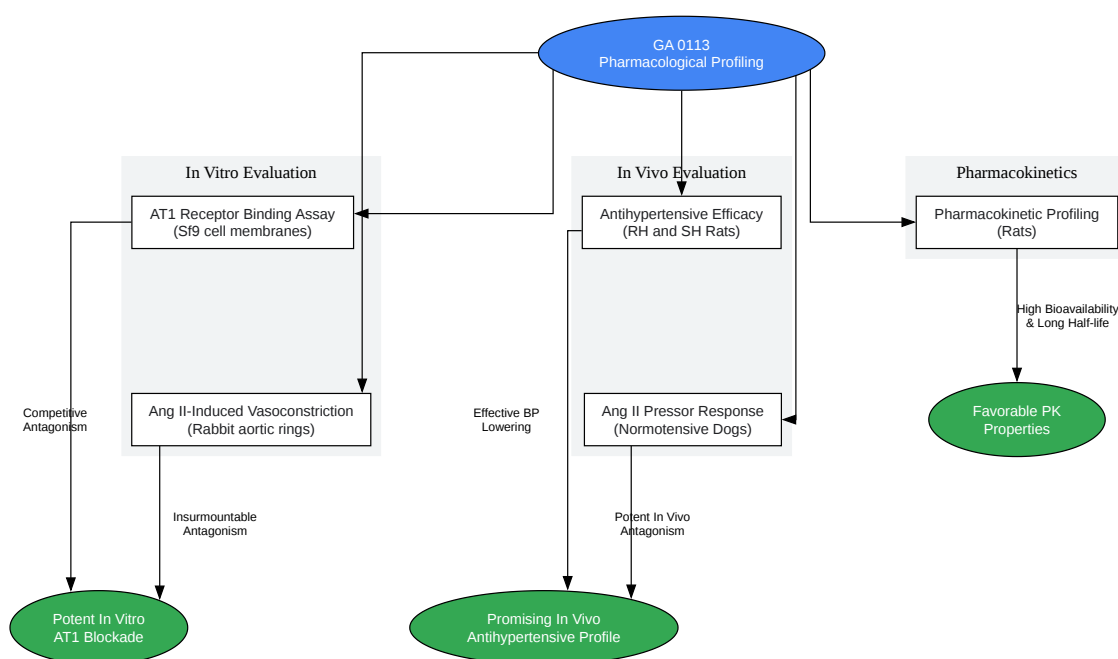 GA 0113
Pharmacological Profiling
In Vitro Evaluation
In Vivo Evaluation
Pharmacokinetics
AT1 Receptor Binding Assay
(Sf9 cell membranes)
Antihypertensive Efficacy
(RH and SH Rats)
Pharmacokinetic Profiling
(Rats)
High Bioavailability
& Long Half-life
Competitive
Antagonism
Ang II-Induced Vasoconstriction
(Rabbit aortic rings)
Effective BP
Lowering
Ang II Pressor Response
(Normotensive Dogs)
Favorable PK
Properties
Insurmountable
Antagonism
Potent In Vivo
Antagonism
Potent In Vitro
AT1 Blockade
Promising In Vivo
Antihypertensive Profile